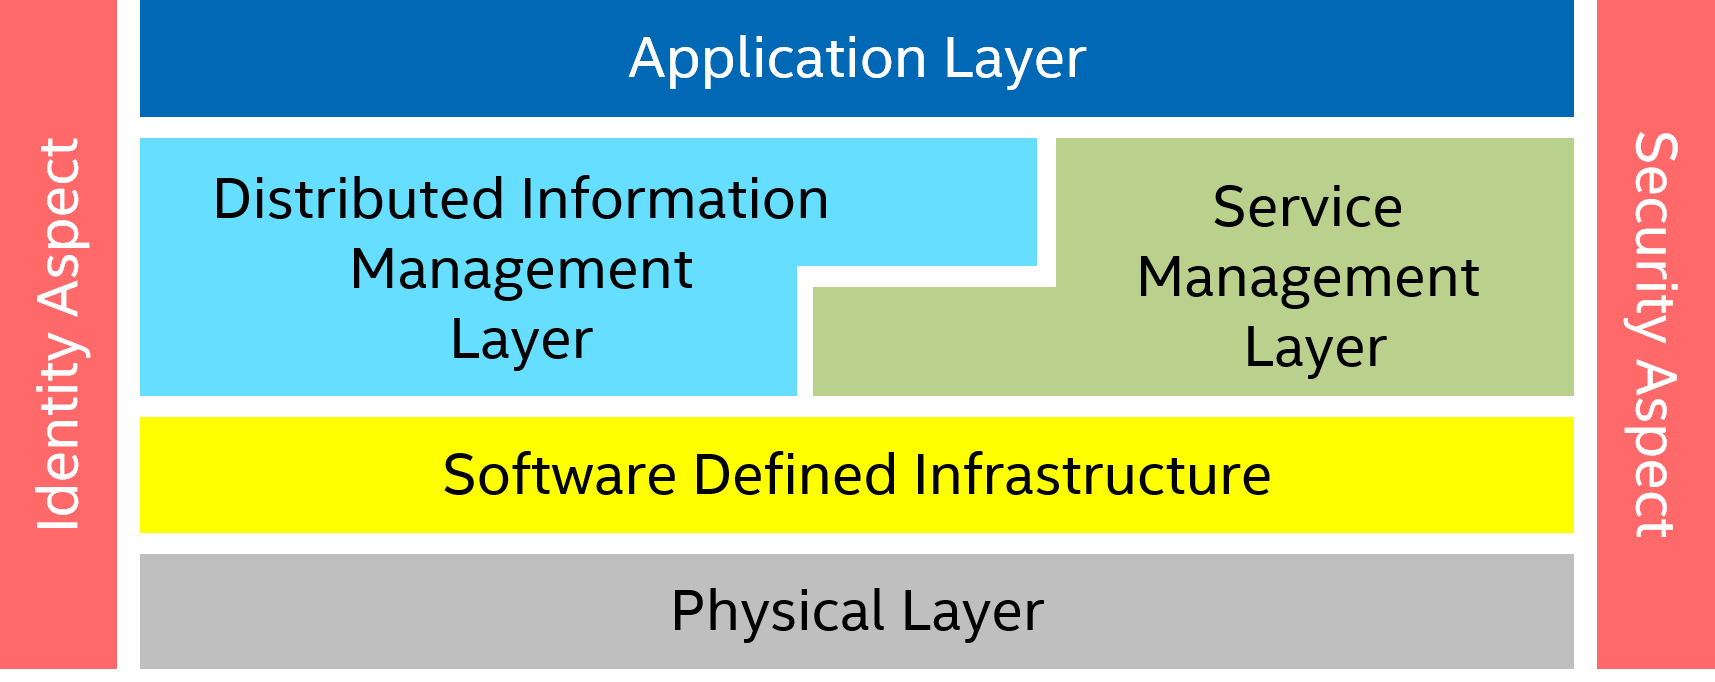 Application Layer
Identity Aspect
Distributed Information
Management
Layer
Service
Management
Layer
Security Aspect
Software Defined Infrastructure
Physical Layer